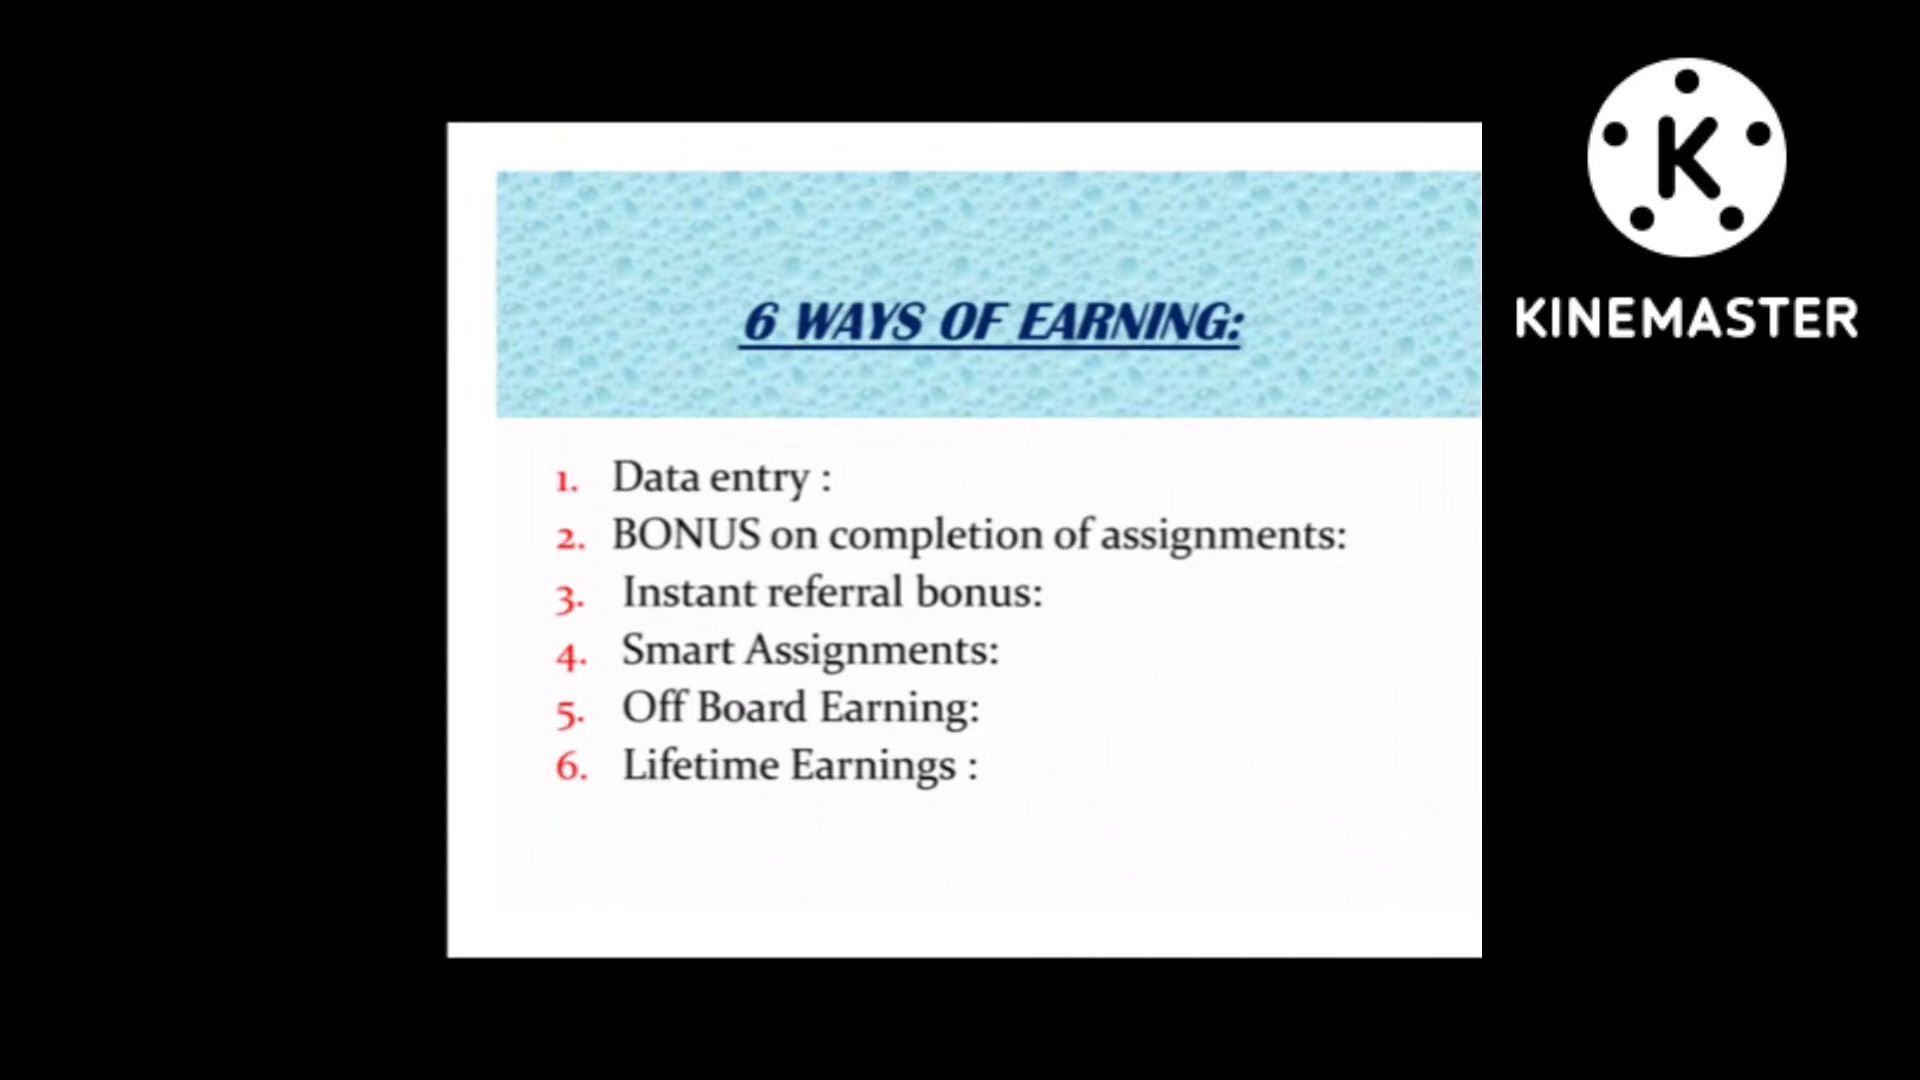 6 WAYS OF EARNING:
1. Data entry :
2. BONUS on completion of assignments:
3. Instant referral bonus:
4. Smart Assignments:
5. Off Board Earning:
6. Lifetime Earnings :
K
KINEMASTER